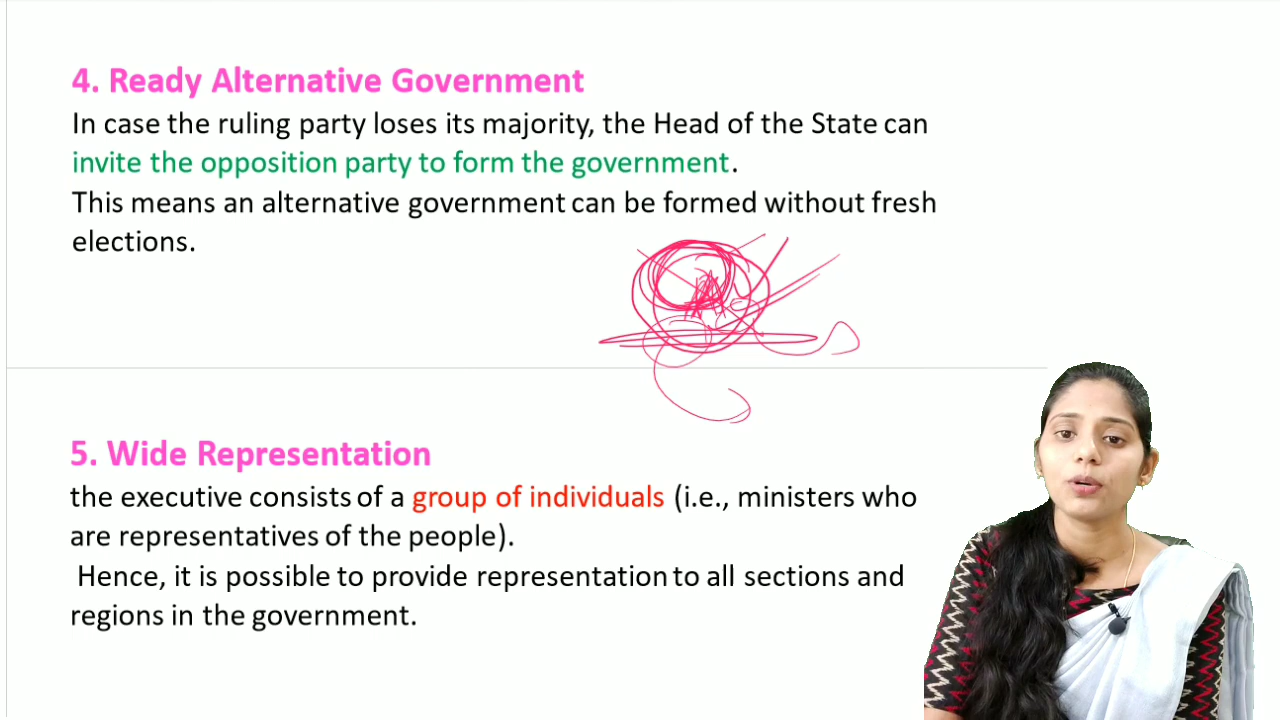 4. Ready Alternative Government
In case the ruling party loses its majority, the Head of the State can
invite the opposition party to form the government.
This means an alternative government can be formed without fresh
elections.
5. Wide Representation
the executive consists of a group of individuals (i.e., ministers who
are representatives of the people).
Hence, it is possible to provide representation to all sections and
regions in the government.